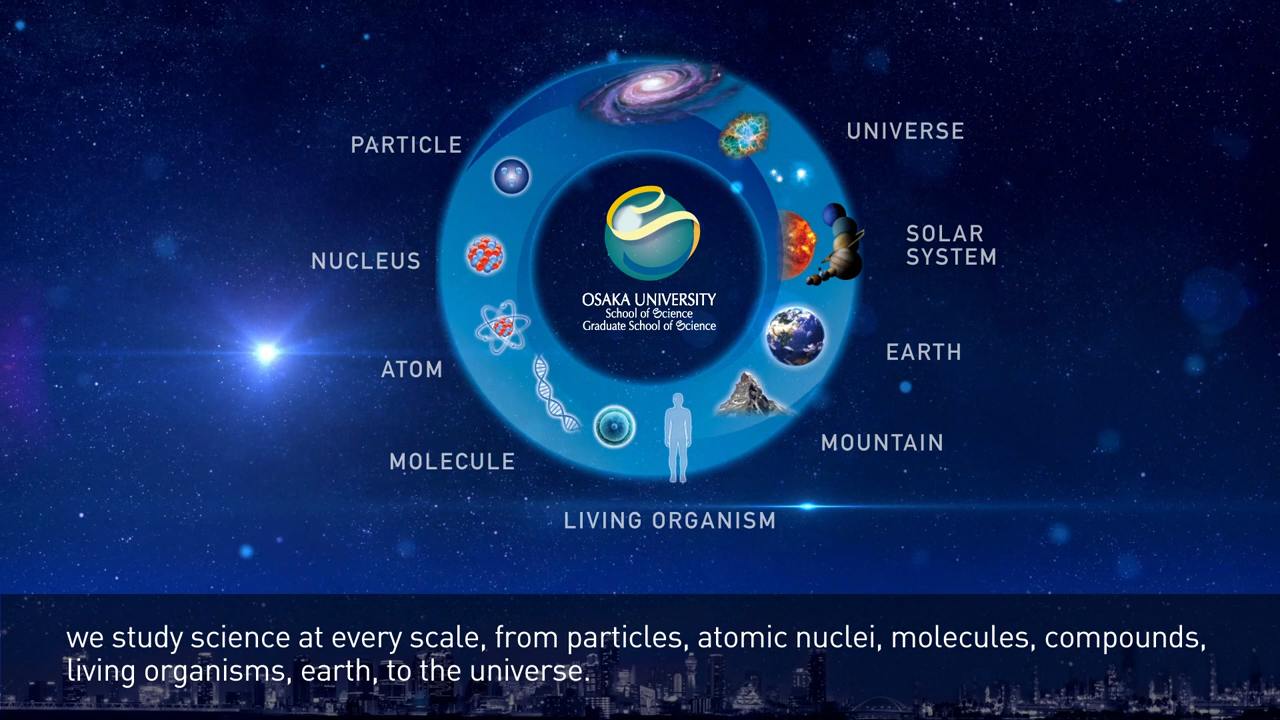 PARTICLE
UNIVERSE
NUCLEUS
SOLAR
SYSTEM
OSAKA UNIVERSITY
School of Science
Graduate School of Science
ATOM
EARTH
MOLECULE
MOUNTAIN
LIVING ORGANISM
we study science at every scale, from particles, atomic nuclei, molecules, compounds,
living organisms, earth, to the universe.